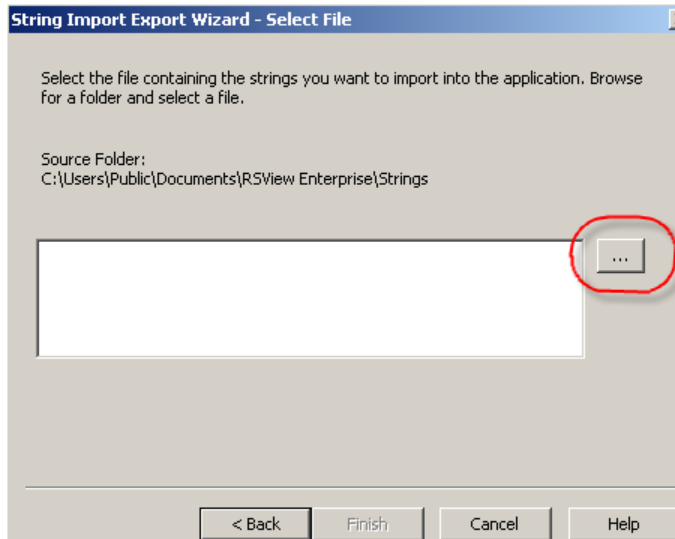 String Import Export Wizard - Select File
Select the file containing the strings you want to import into the application. Browse
for a folder and select a file.
Source Folder:
C:\Users\Public\Documents\RSView Enterprise\Strings
...
< Back Finish Cancel Help